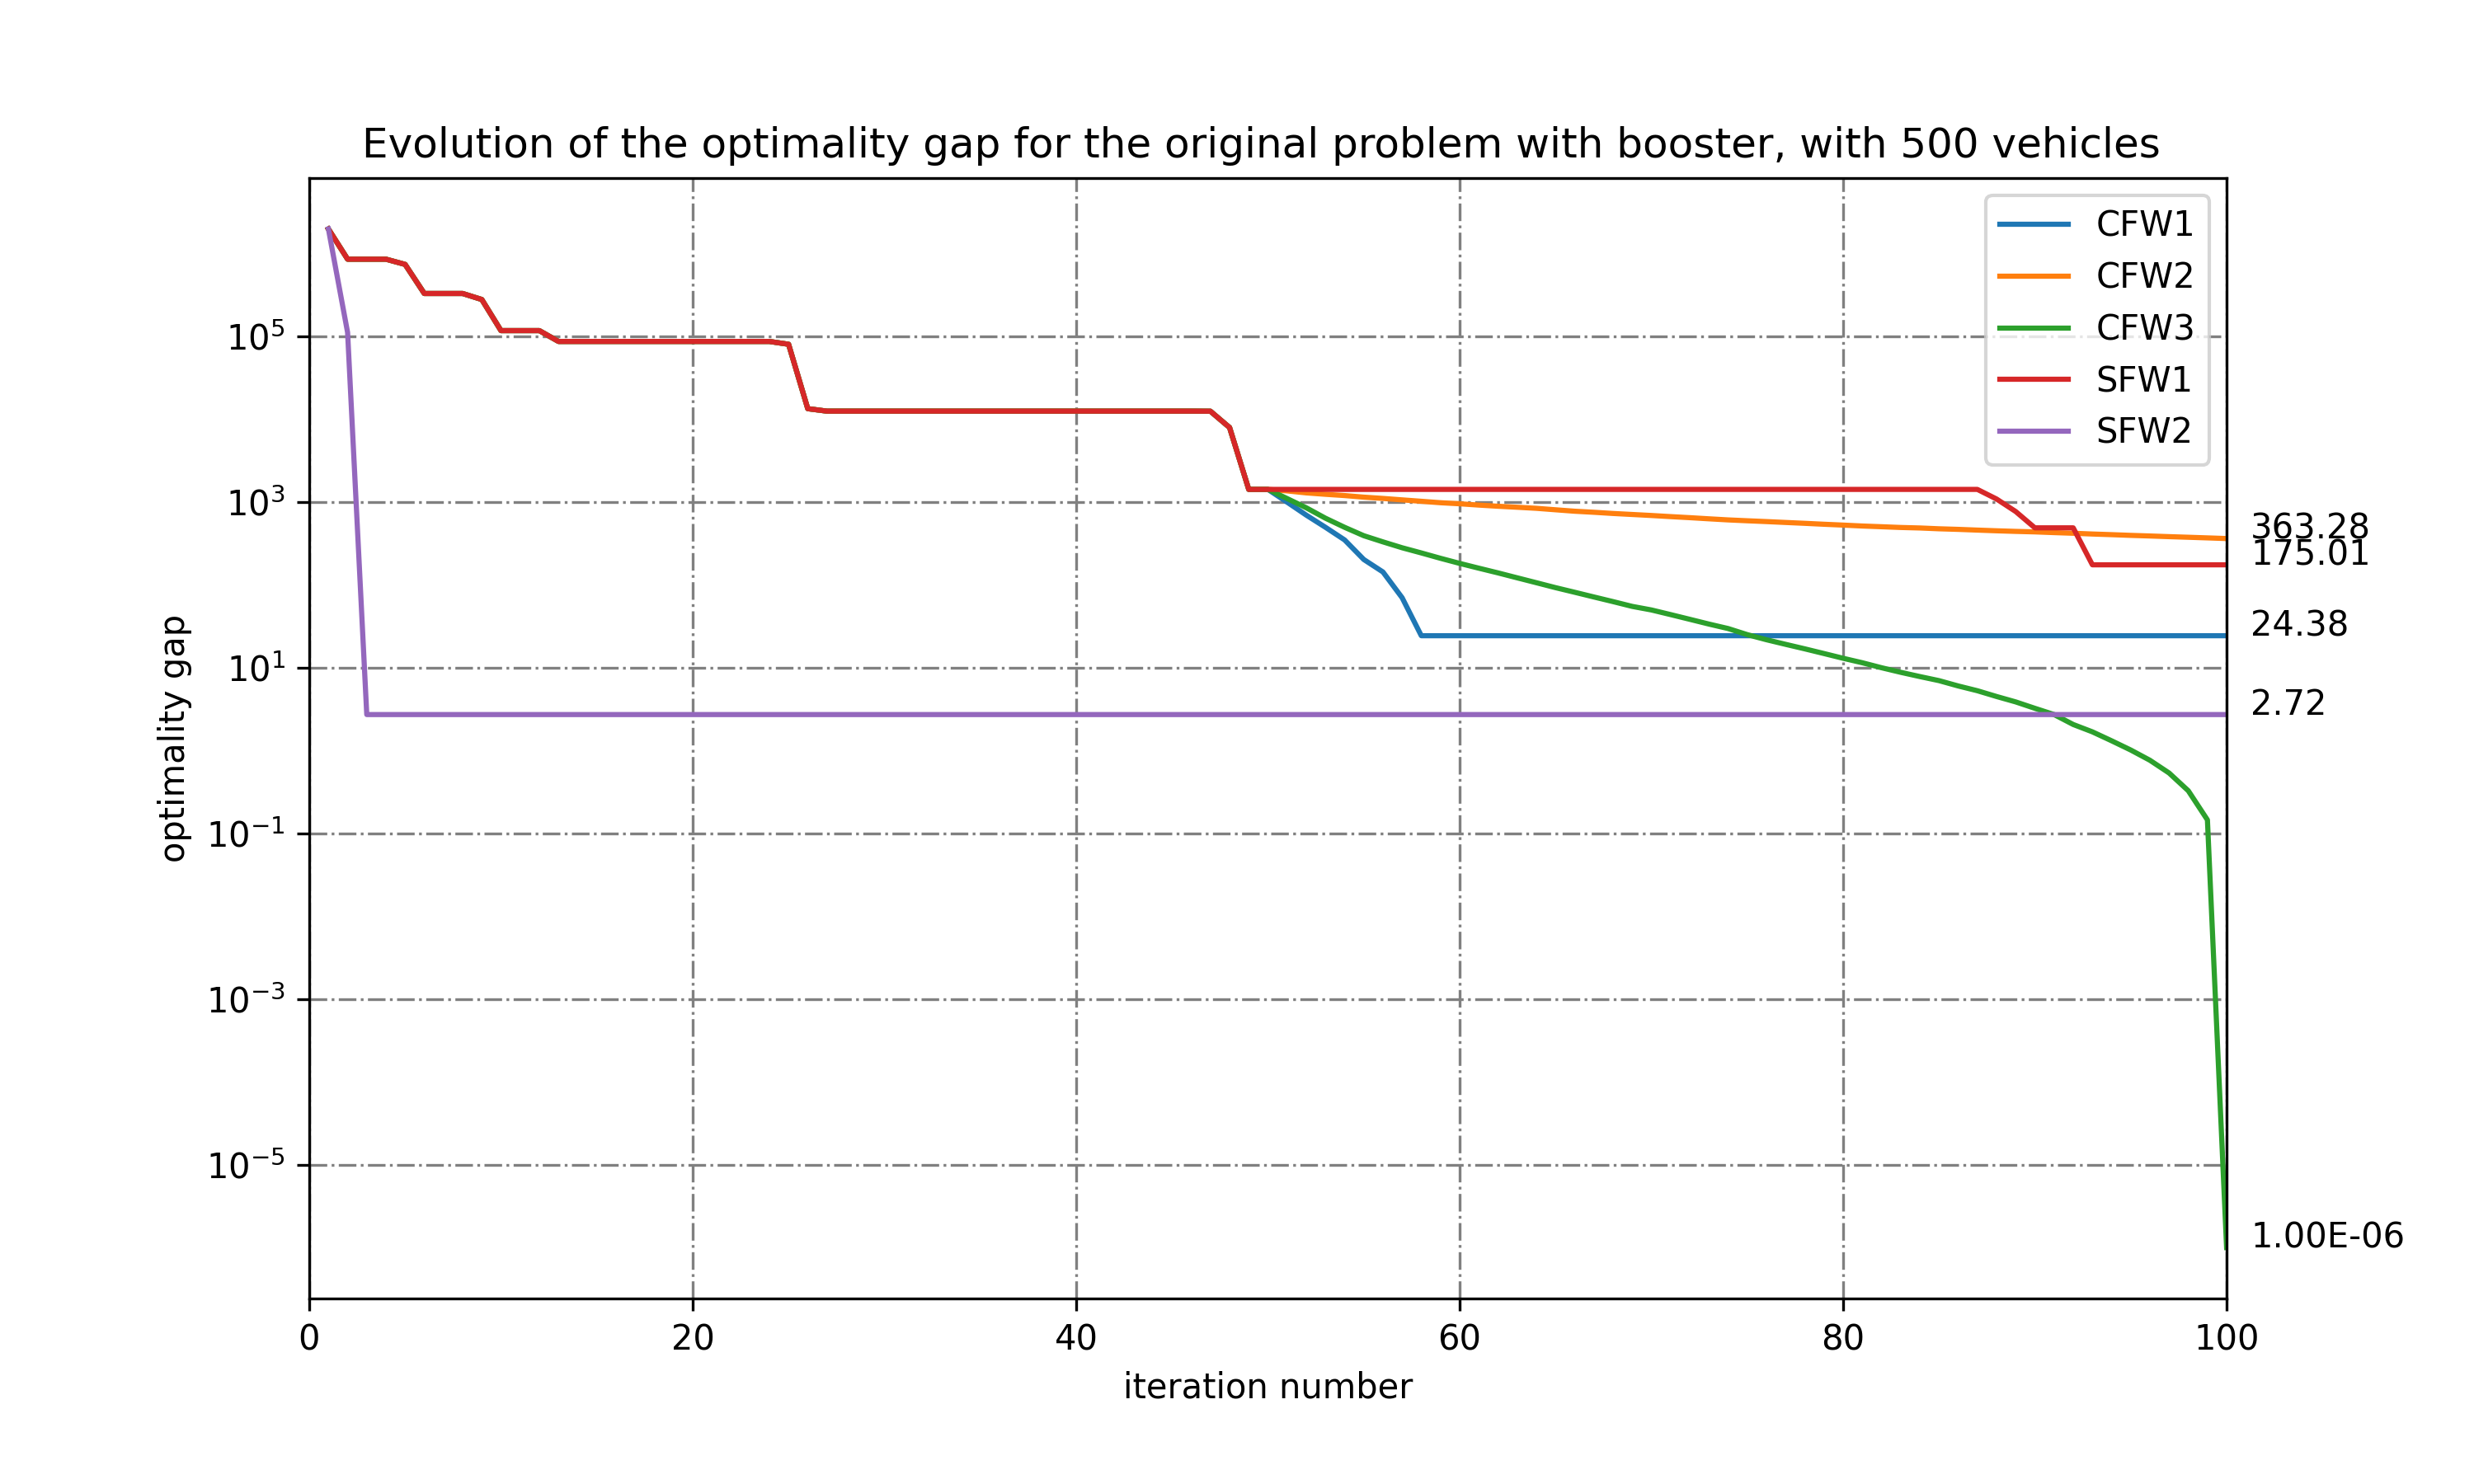 Evolution of the optimality gap for the original problem with booster, with 500 vehicles
CFW1
CFW2
CFW3
SFW1
SFW2
10⁵
10³
10¹
10⁻¹
10⁻³
10⁻⁵
optimality gap
363.28
175.01
24.38
2.72
1.00E-06
0 20 40 60 80 100
iteration number